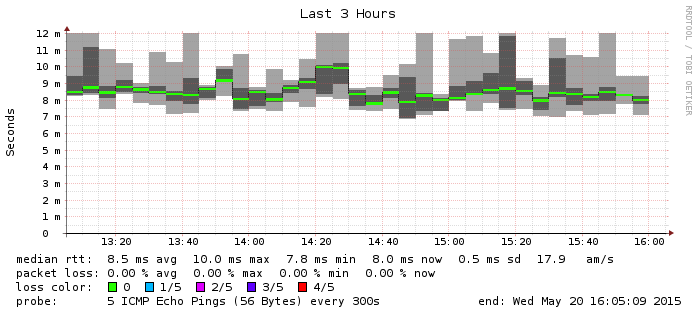 Last 3 Hours
RRDTOOL / TOBI OETIKER
Seconds
12 m
11 m
10 m
9 m
8 m
7 m
6 m
5 m
4 m
3 m
2 m
1 m
0
13:20 13:40 14:00 14:20 14:40 15:00 15:20 15:40 16:00
median rtt: 8.5 ms avg 10.0 ms max 7.8 ms min 8.0 ms now 0.5 ms sd 17.9 am/s
packet loss: 0.00 % avg 0.00 % max 0.00 % min 0.00 % now
loss color: 0 1/5 2/5 3/5 4/5
probe: 5 ICMP Echo Pings (56 Bytes) every 300s end: Wed May 20 16:05:09 2015